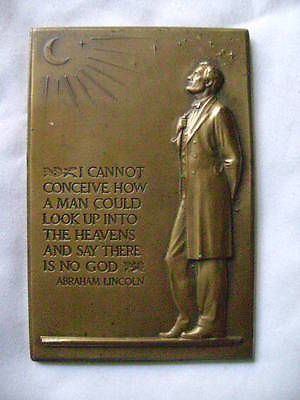 I CANNOT
CONCEIVE HOW
A MAN COULD
LOOK UP INTO
THE HEAVENS
AND SAY THERE
IS NO GOD
ABRAHAM LINCOLN